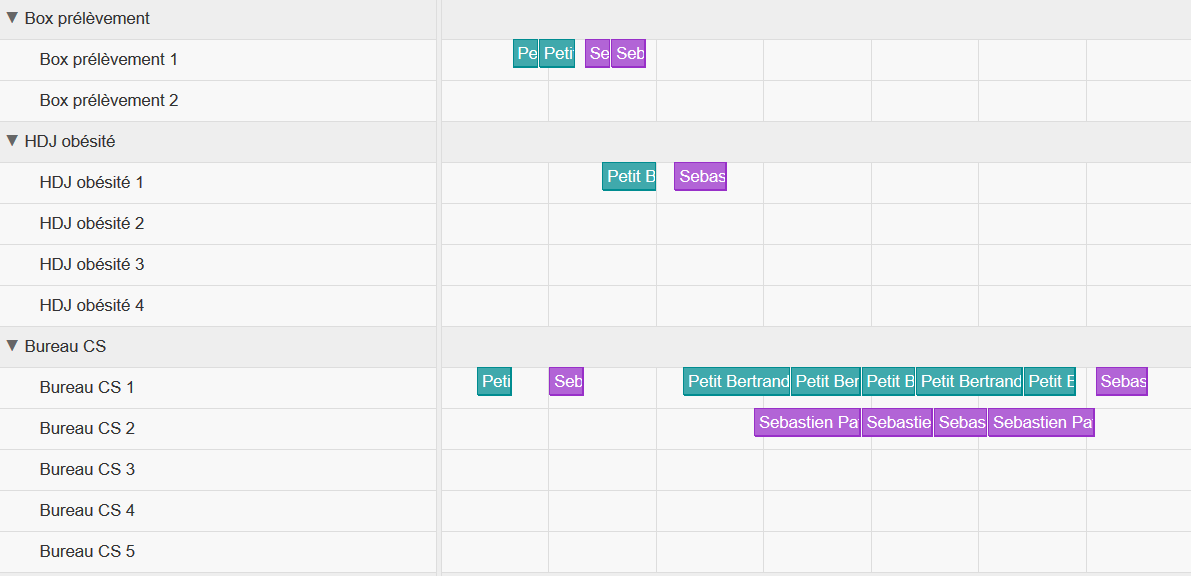 Box prélèvement
Box prélèvement 1 Pe Peti Se Seb
Box prélèvement 2
HDJ obésité
HDJ obésité 1 Petit B Sebas
HDJ obésité 2
HDJ obésité 3
HDJ obésité 4
Bureau CS
Bureau CS 1 Peti Seb Petit Bertrand Petit Ber Petit B Petit Bertrand Petit B Sebas
Bureau CS 2 Sebastien Pa Sebastie Sebas Sebastien Pa
Bureau CS 3
Bureau CS 4
Bureau CS 5